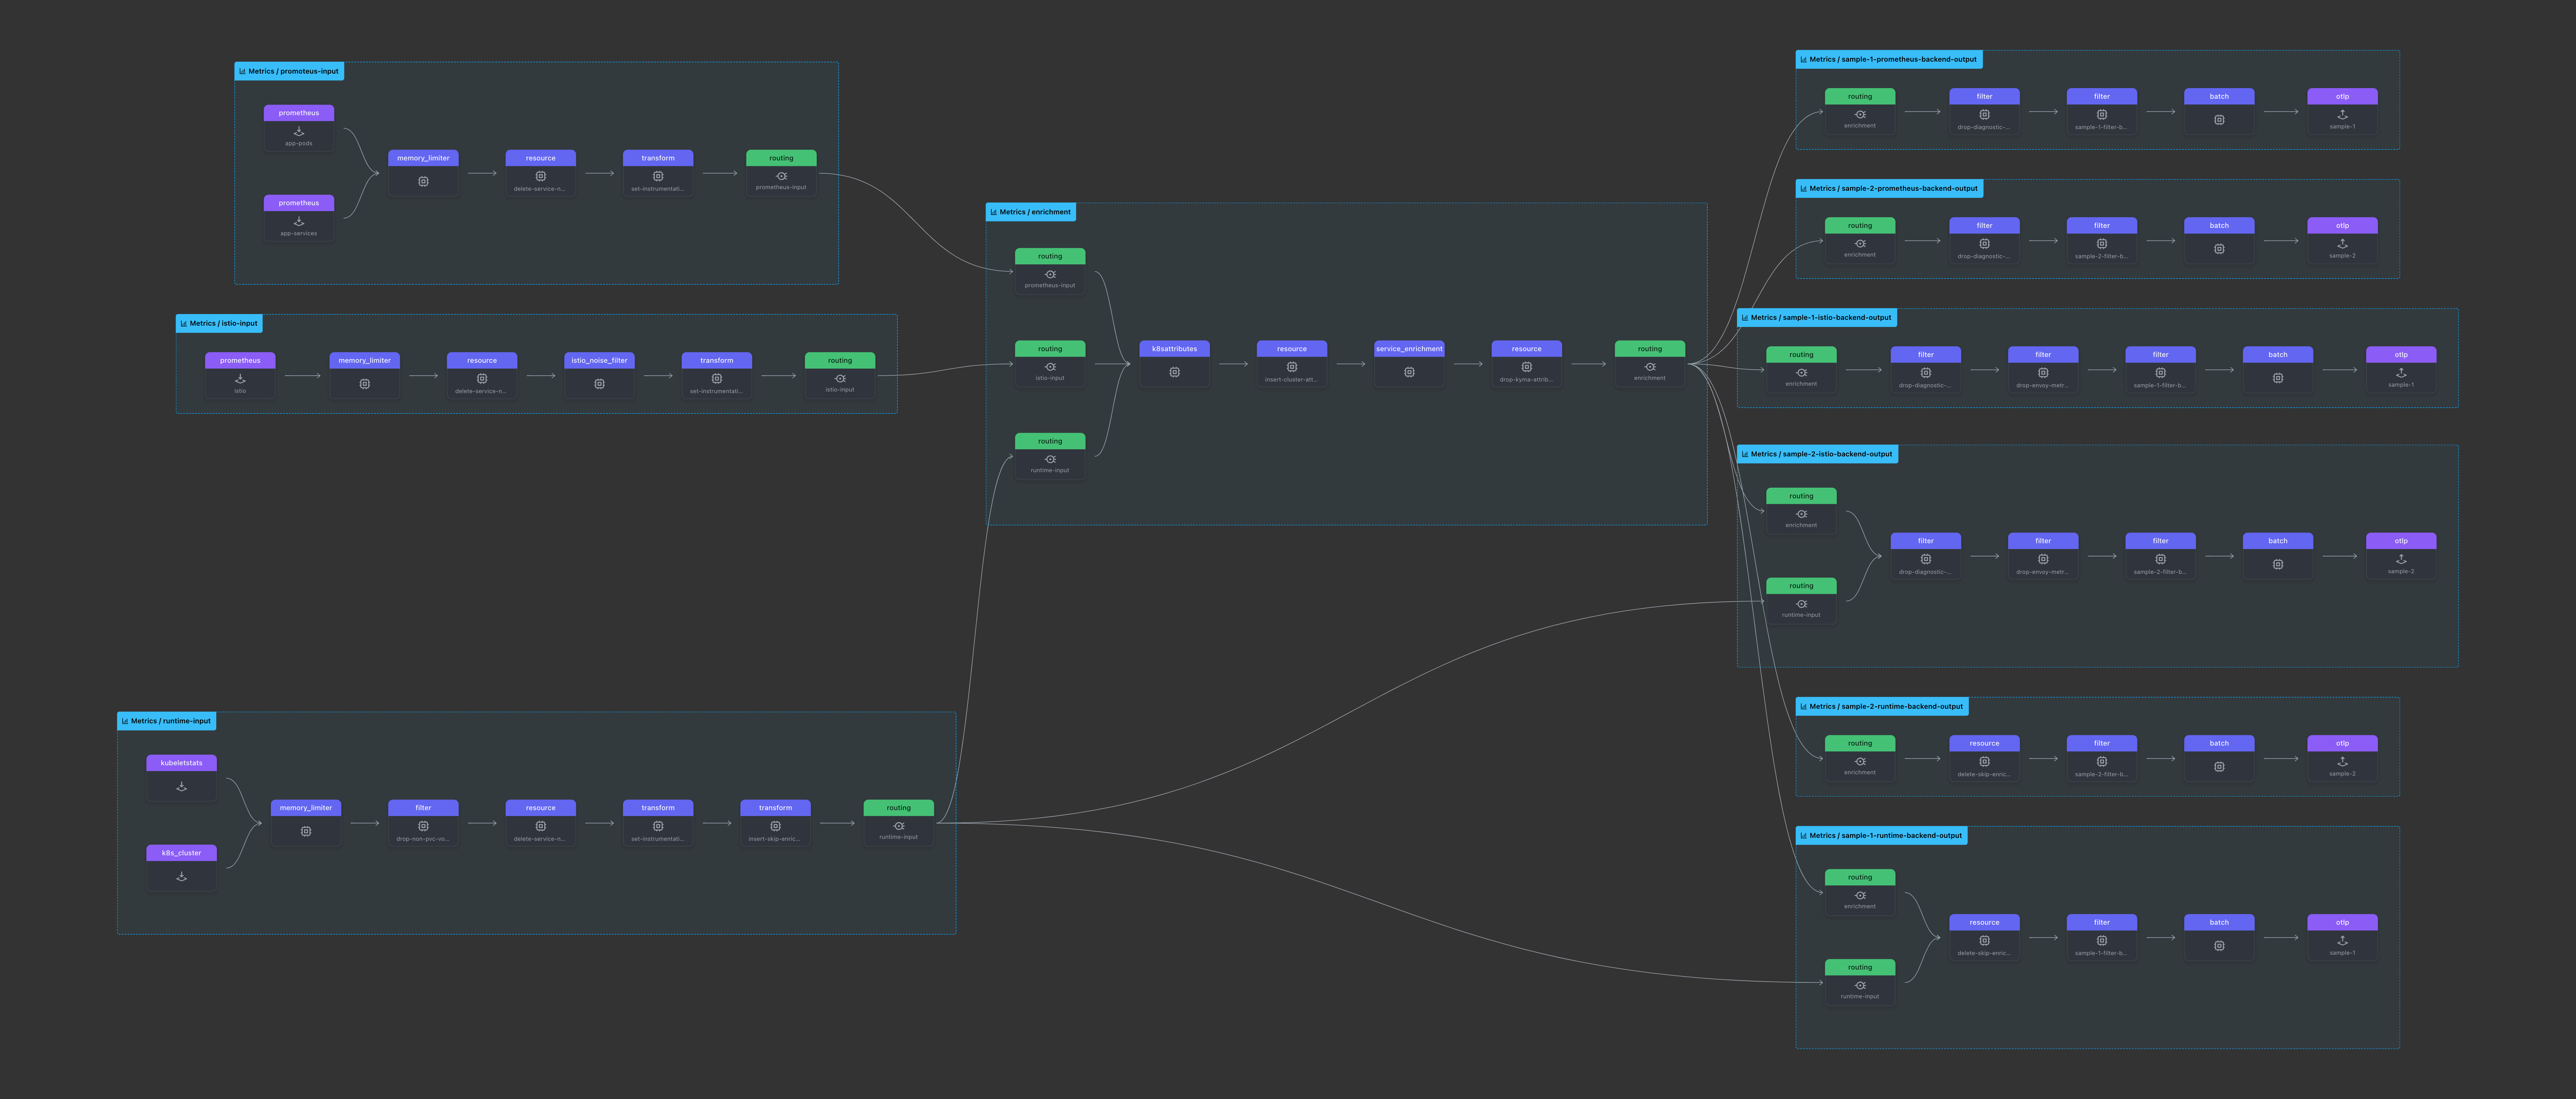 Metrics / promoteus-input
prometheus
app-pods
prometheus
app-services
memory_limiter
resource
delete-service-n...
transform
set-instrumentati...
routing
prometheus-input
Metrics / istio-input
prometheus
istio
memory_limiter
resource
delete-service-n...
istio_noise_filter
transform
set-instrumentati...
routing
istio-input
Metrics / runtime-input
kubeletstats
k8s_cluster
memory_limiter
filter
drop-non-pvc-vo...
resource
delete-service-n...
transform
set-instrumentati...
transform
insert-skip-enric...
routing
runtime-input
Metrics / enrichment
routing
prometheus-input
routing
istio-input
routing
runtime-input
k8sattributes
resource
insert-cluster-att...
service_enrichment
resource
drop-kyma-attrib...
routing
enrichment
Metrics / sample-1-prometheus-backend-output
routing
enrichment
filter
drop-diagnostic-...
filter
sample-1-filter-b...
batch
otlp
sample-1
Metrics / sample-2-prometheus-backend-output
routing
enrichment
filter
drop-diagnostic-...
filter
sample-2-filter-b...
batch
otlp
sample-2
Metrics / sample-1-istio-backend-output
routing
enrichment
filter
drop-diagnostic-...
filter
drop-envoy-metr...
filter
sample-1-filter-b...
batch
otlp
sample-1
Metrics / sample-2-istio-backend-output
routing
enrichment
routing
runtime-input
filter
drop-diagnostic-...
filter
drop-envoy-metr...
filter
sample-2-filter-b...
batch
otlp
sample-2
Metrics / sample-2-runtime-backend-output
routing
enrichment
resource
delete-skip-enric...
filter
sample-2-filter-b...
batch
otlp
sample-2
Metrics / sample-1-runtime-backend-output
routing
enrichment
routing
runtime-input
resource
delete-skip-enric...
filter
sample-1-filter-b...
batch
otlp
sample-1